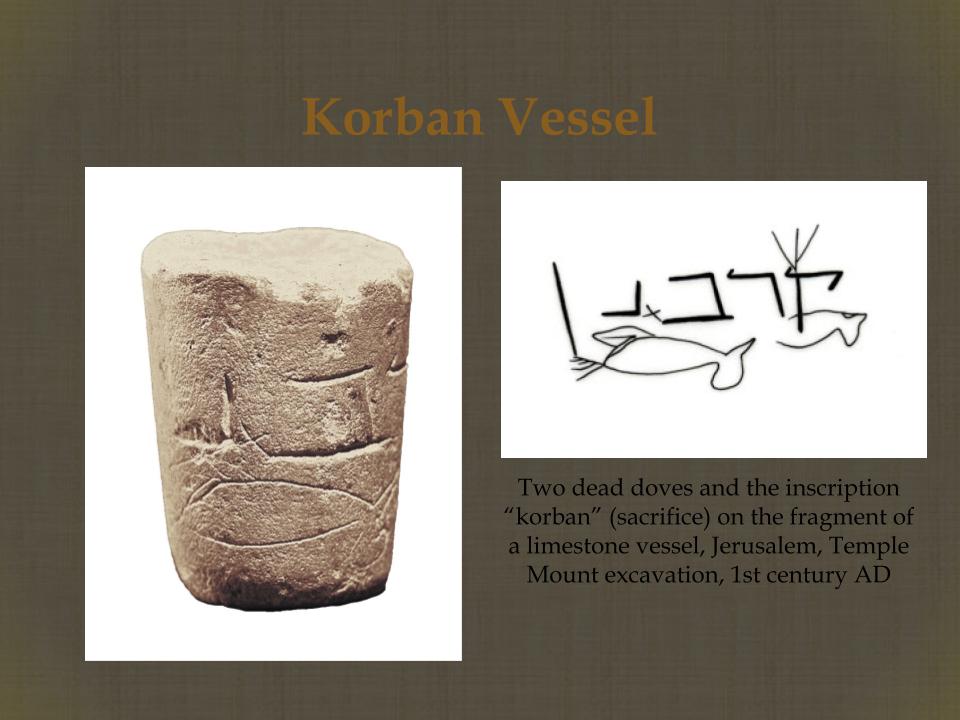 Korban Vessel
קרבן
Two dead doves and the inscription
“korban” (sacrifice) on the fragment of
a limestone vessel, Jerusalem, Temple
Mount excavation, 1st century AD